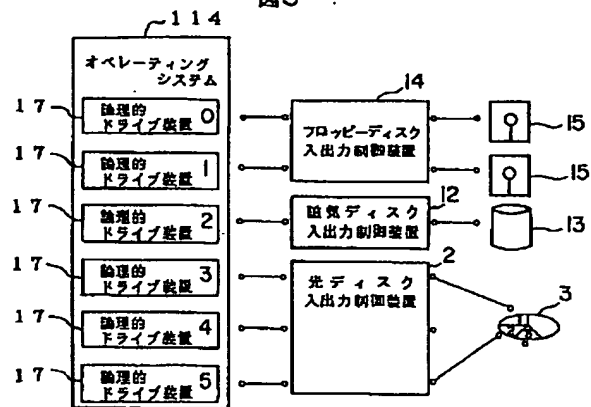 図3
114
オペレーティング
システム
17
論理的
ドライブ装置 0
17
論理的
ドライブ装置 1
17
論理的
ドライブ装置 2
17
論理的
ドライブ装置 3
論理的
ドライブ装置 4
17
論理的
ドライブ装置 5
14
フロッピーディスク
入出力制御装置
15
15
12
磁気ディスク
入出力制御装置
13
2
光ディスク
入出力制御装置
3
1
2